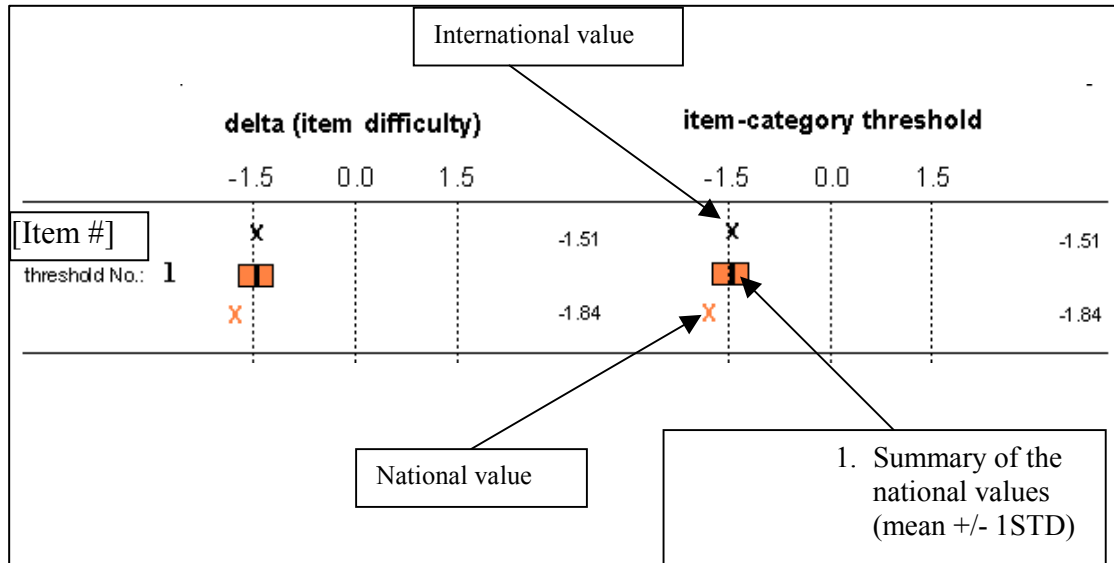 International value
delta (item difficulty)
item-category threshold
-1.5 0.0 1.5
-1.5 0.0 1.5
[Item #]
x
-1.51
x
-1.51
threshold No.: 1
x
-1.84
x
-1.84
National value
1. Summary of the
national values
(mean +/- 1STD)